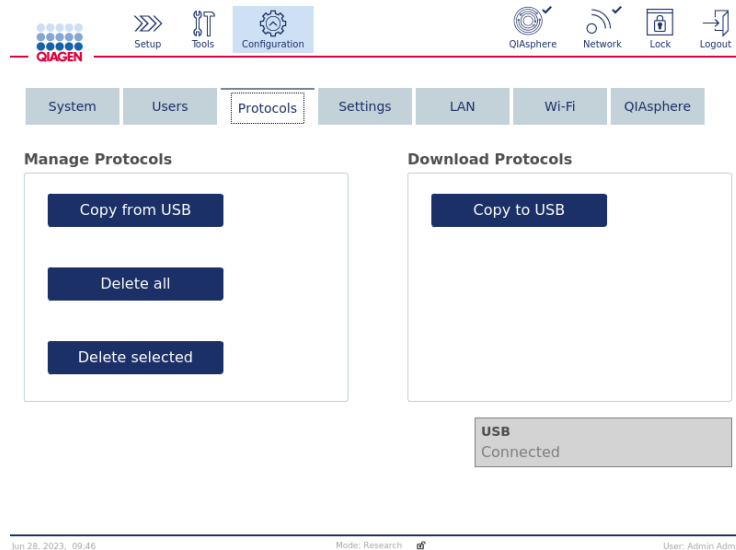 QIAGEN
Setup
Tools
Configuration
QIAsphere
Network
Lock
Logout
System
Users
Protocols
Settings
LAN
Wi-Fi
QIAsphere
Manage Protocols
Copy from USB
Delete all
Delete selected
Download Protocols
Copy to USB
USB
Connected
Jun 28, 2023, 09:46
Mode: Research
User: Admin Adm